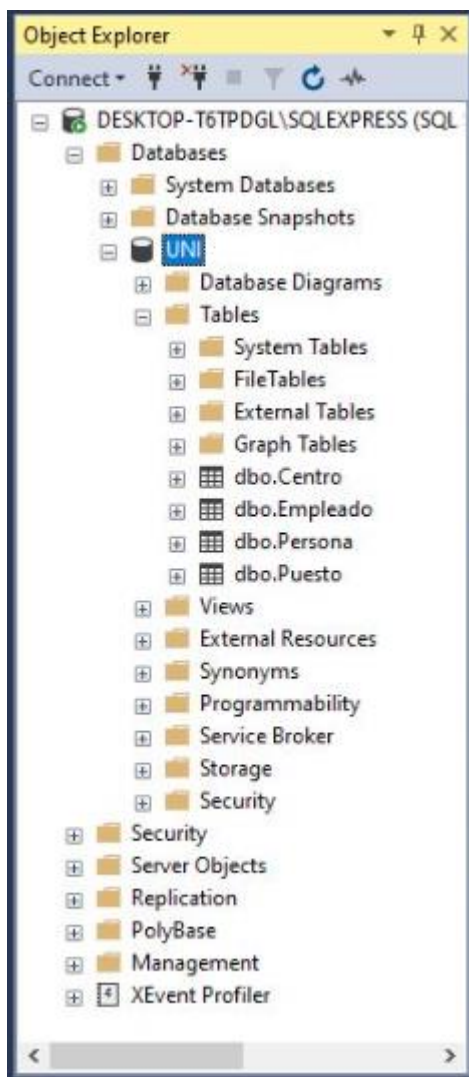 Object Explorer
Connect
DESKTOP-T6TPDGL\SQLEXPRESS (SQL
Databases
System Databases
Database Snapshots
UNI
Database Diagrams
Tables
System Tables
FileTables
External Tables
Graph Tables
dbo.Centro
dbo.Empleado
dbo.Persona
dbo.Puesto
Views
External Resources
Synonyms
Programmability
Service Broker
Storage
Security
Security
Server Objects
Replication
PolyBase
Management
XEvent Profiler